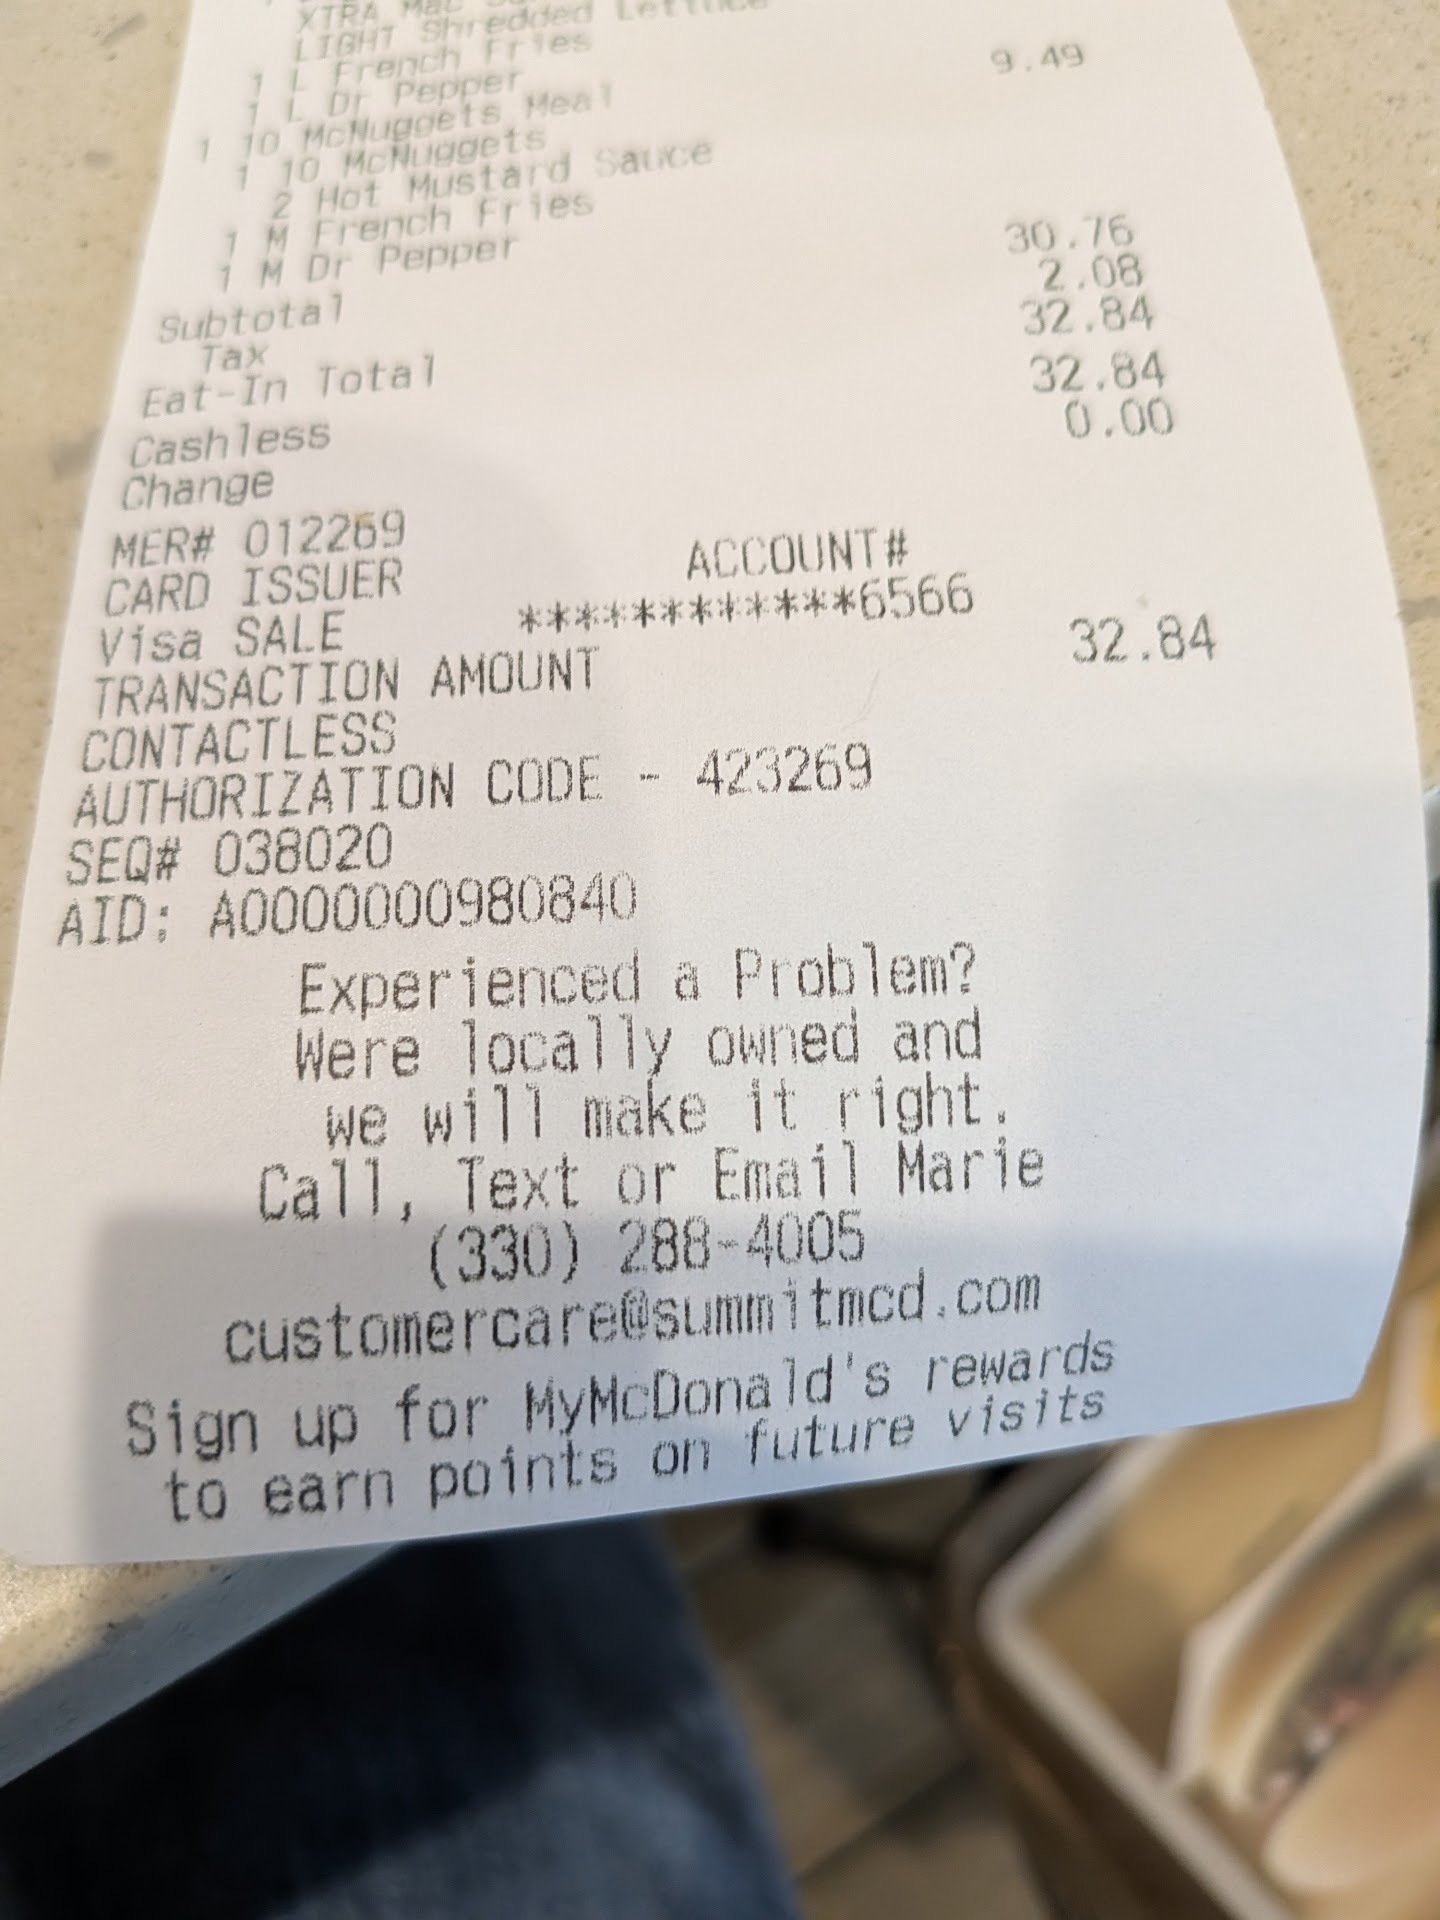 XTRA Mac
LIGHT Shredded Lettuce
1 L French Fries
1 L Dr Pepper
1 10 McNuggets Meal 9.49
1 10 McNuggets
2 Hot Mustard Sauce
1 M French Fries
1 M Dr Pepper
Subtotal 30.76
Tax 2.08
Eat-In Total 32.84
Cashless 32.84
Change 0.00
MER# 012269
CARD ISSUER ACCOUNT#
Visa SALE ************6566
TRANSACTION AMOUNT 32.84
CONTACTLESS
AUTHORIZATION CODE - 423269
SEQ# 038020
AID: A0000000980840
Experienced a Problem?
Were locally owned and
we will make it right.
Call, Text or Email Marie
(330) 288-4005
customercare@summitmcd.com
Sign up for MyMcDonald's rewards
to earn points on future visits